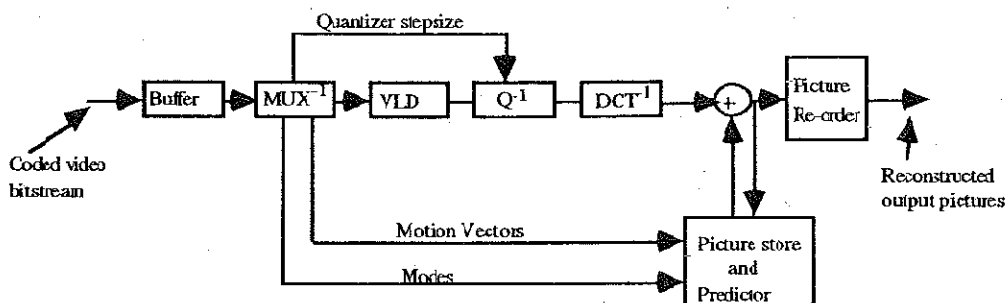 Quantizer stepsize
Buffer
MUX⁻¹
VLD
Q⁻¹
DCT⁻¹
+
Picture
Re-order
Coded video
bitstream
Reconstructed
output pictures
Motion Vectors
Modes
Picture store
and
Predictor